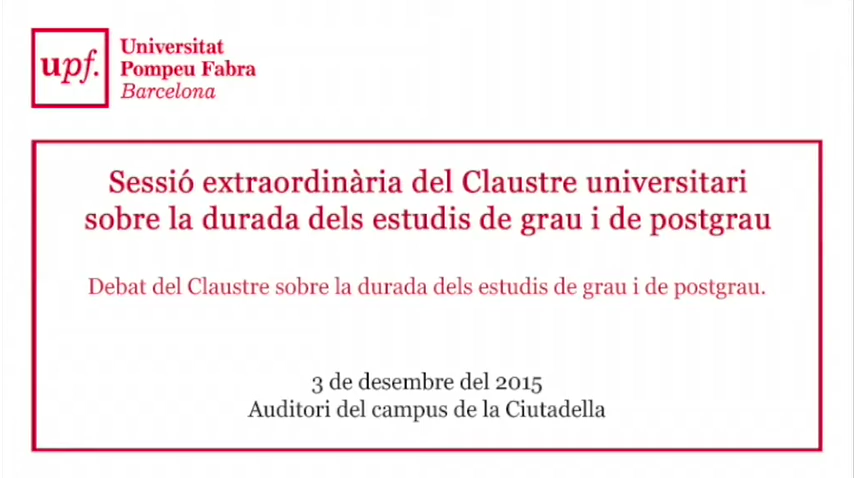 upf.
Universitat
Pompeu Fabra
Barcelona
Sessió extraordinària del Claustre universitari
sobre la durada dels estudis de grau i de postgrau
Debat del Claustre sobre la durada dels estudis de grau i de postgrau.
3 de desembre del 2015
Auditori del campus de la Ciutadella